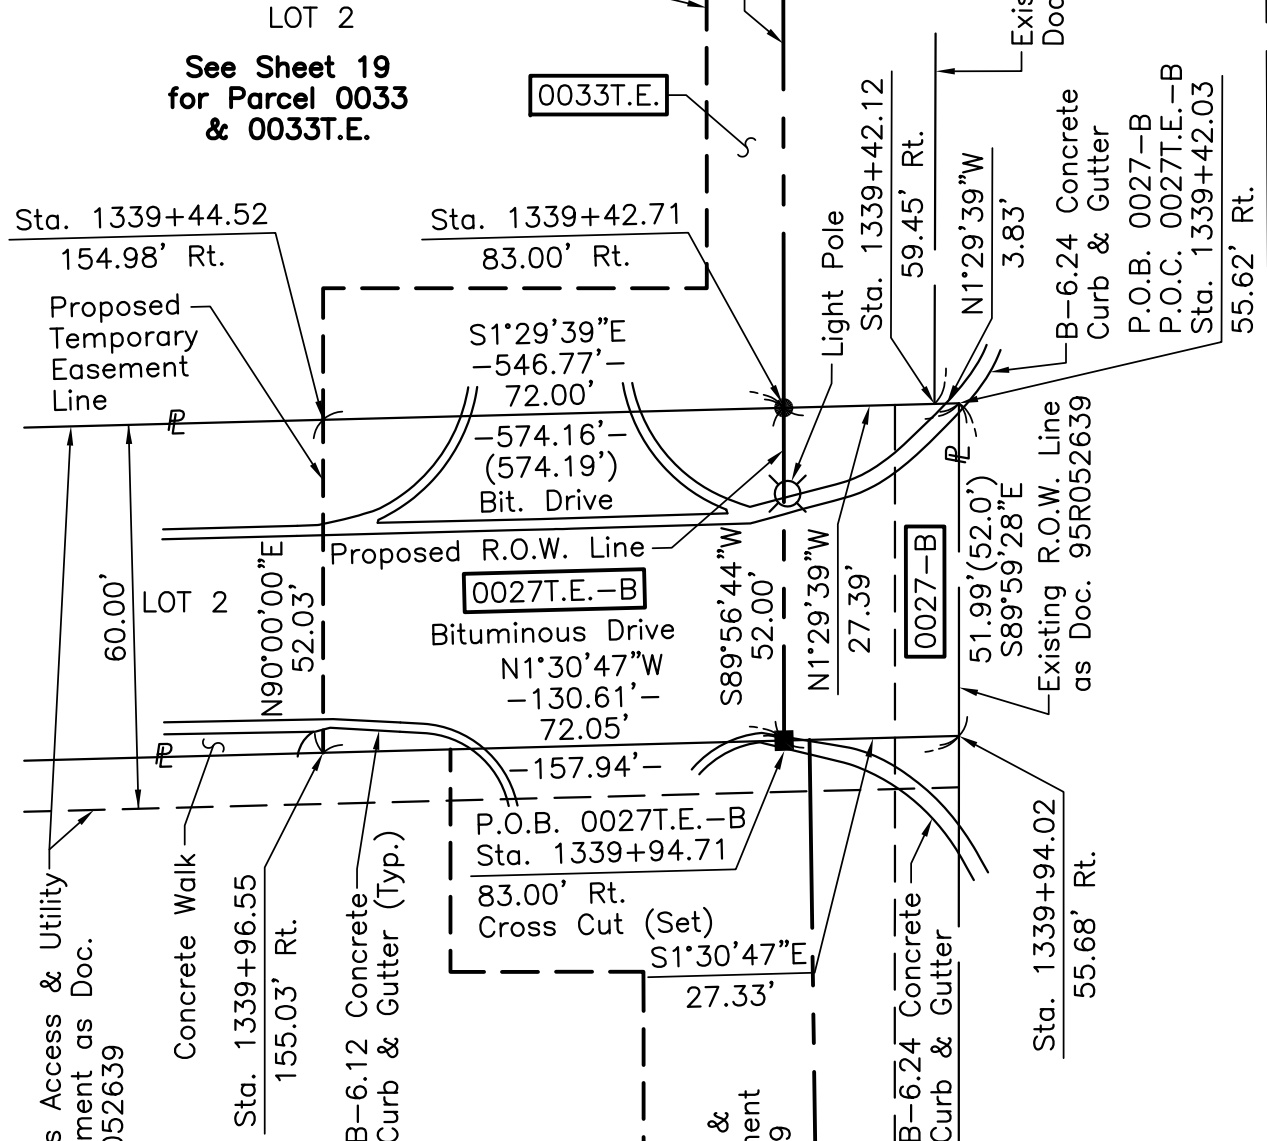 LOT 2
See Sheet 19
for Parcel 0033
& 0033T.E.
0033T.E.
Sta. 1339+44.52
154.98' Rt.
Sta. 1339+42.71
83.00' Rt.
Proposed
Temporary
Easement
Line
S1°29'39"E
-546.77'-
72.00'
-574.16'-
(574.19')
Bit. Drive
Light Pole
Sta. 1339+42.12
59.45' Rt.
N1°29'39"W
3.83'
B-6.24 Concrete
Curb & Gutter
P.O.B. 0027-B
P.O.C. 0027T.E.-B
Sta. 1339+42.03
55.62' Rt.
Proposed R.O.W. Line
0027T.E.-B
Bituminous Drive
N1°30'47"W
-130.61'-
72.05'
-157.94'-
60.00'
LOT 2
N90°00'00"E
52.03'
S89°56'44"W
52.00'
N1°29'39"W
27.39'
0027-B
51.99'(52.0')
S89°59'28"E
Existing R.O.W. Line
as Doc. 95R052639
P.O.B. 0027T.E.-B
Sta. 1339+94.71
83.00' Rt.
Cross Cut (Set)
S1°30'47"E
27.33'
s Access & Utility
ment as Doc.
052639
Concrete Walk
Sta. 1339+96.55
155.03' Rt.
B-6.12 Concrete
Curb & Gutter (Typ.)
B-6.24 Concrete
Curb & Gutter
Sta. 1339+94.02
55.68' Rt.
&
ment
9
Exis
Doc